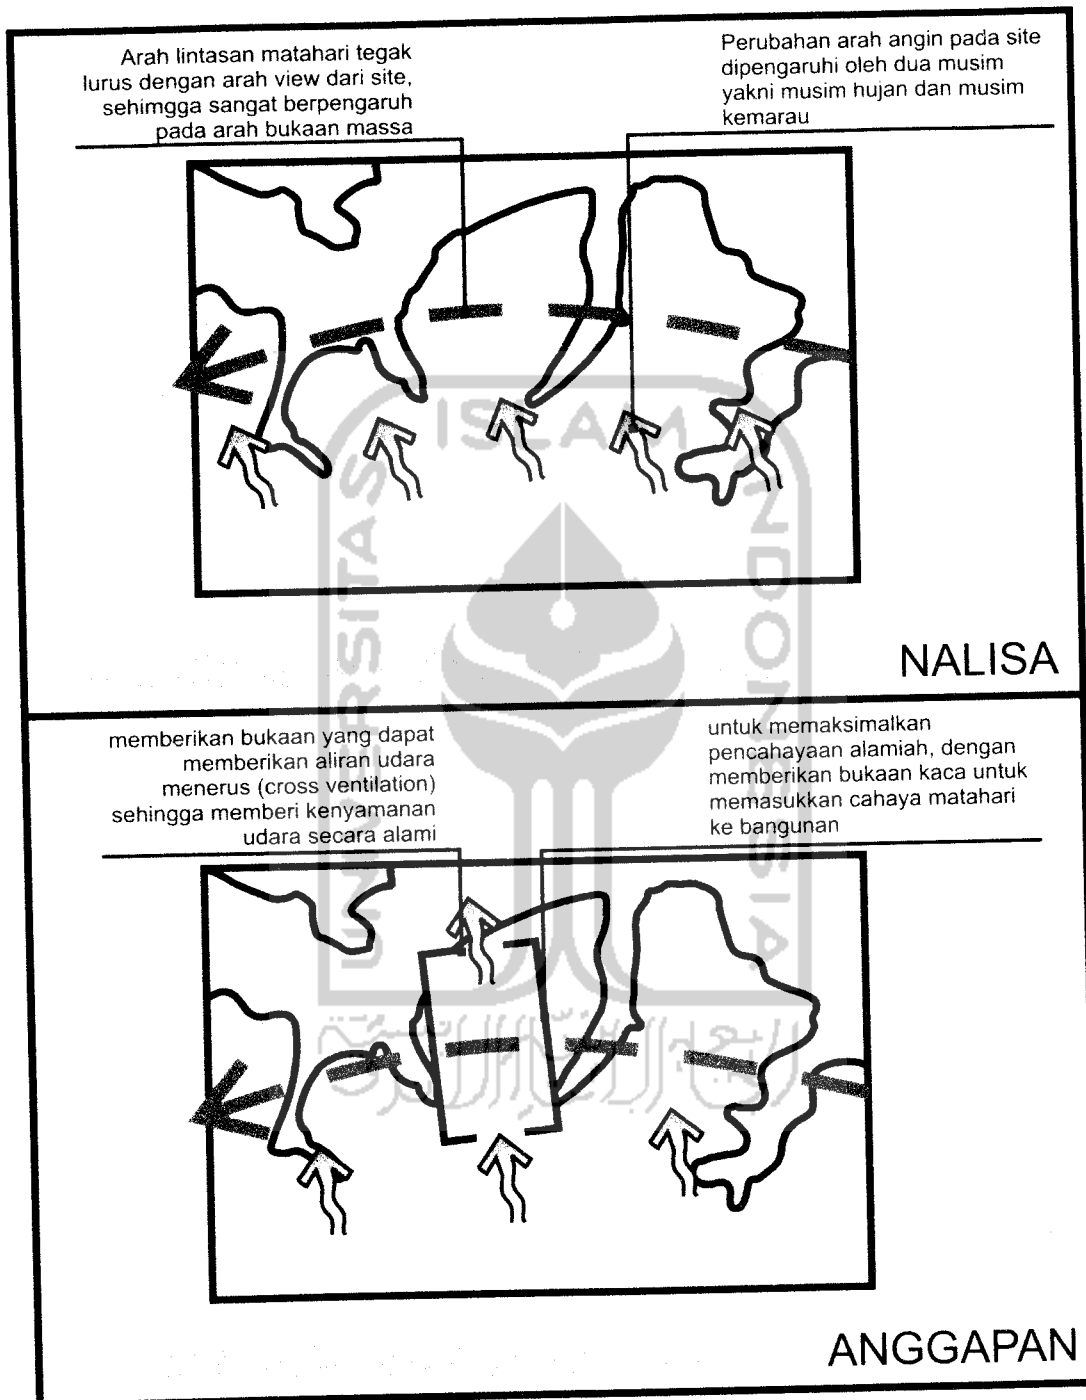 Arah lintasan matahari tegak
lurus dengan arah view dari site,
sehimgga sangat berpengaruh
pada arah bukaan massa
Perubahan arah angin pada site
dipengaruhi oleh dua musim
yakni musim hujan dan musim
kemarau
NALISA
memberikan bukaan yang dapat
memberikan aliran udara
menerus (cross ventilation)
sehingga memberi kenyamanan
udara secara alami
untuk memaksimalkan
pencahayaan alamiah, dengan
memberikan bukaan kaca untuk
memasukkan cahaya matahari
ke bangunan
ANGGAPAN
UNIVERSITAS
ISLAM
INDONESIA